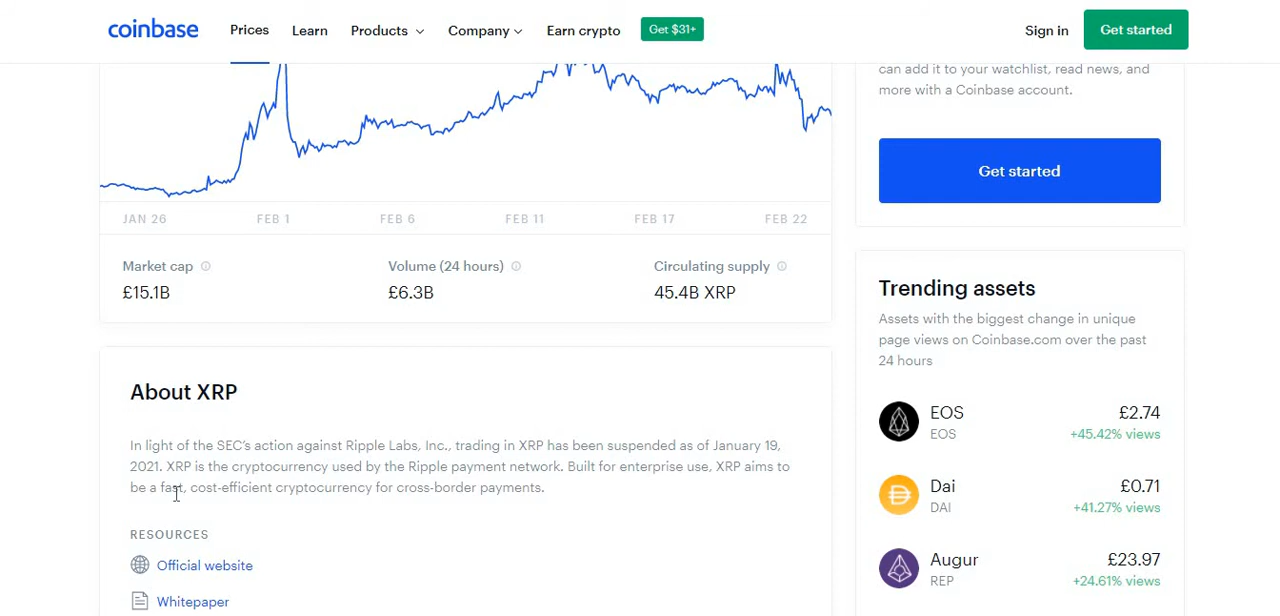 coinbase
Prices
Learn
Products
Company
Earn crypto
Get $31+
Sign in
Get started
can add it to your watchlist, read news, and
more with a Coinbase account.
Get started
JAN 26
FEB 1
FEB 6
FEB 11
FEB 17
FEB 22
Market cap
£15.1B
Volume (24 hours)
£6.3B
Circulating supply
45.4B XRP
About XRP
In light of the SEC's action against Ripple Labs, Inc., trading in XRP has been suspended as of January 19,
2021. XRP is the cryptocurrency used by the Ripple payment network. Built for enterprise use, XRP aims to
be a fast, cost-efficient cryptocurrency for cross-border payments.
RESOURCES
Official website
Whitepaper
Trending assets
Assets with the biggest change in unique
page views on Coinbase.com over the past
24 hours
EOS £2.74
EOS +45.42% views
Dai £0.71
DAI +41.27% views
Augur £23.97
REP +24.61% views